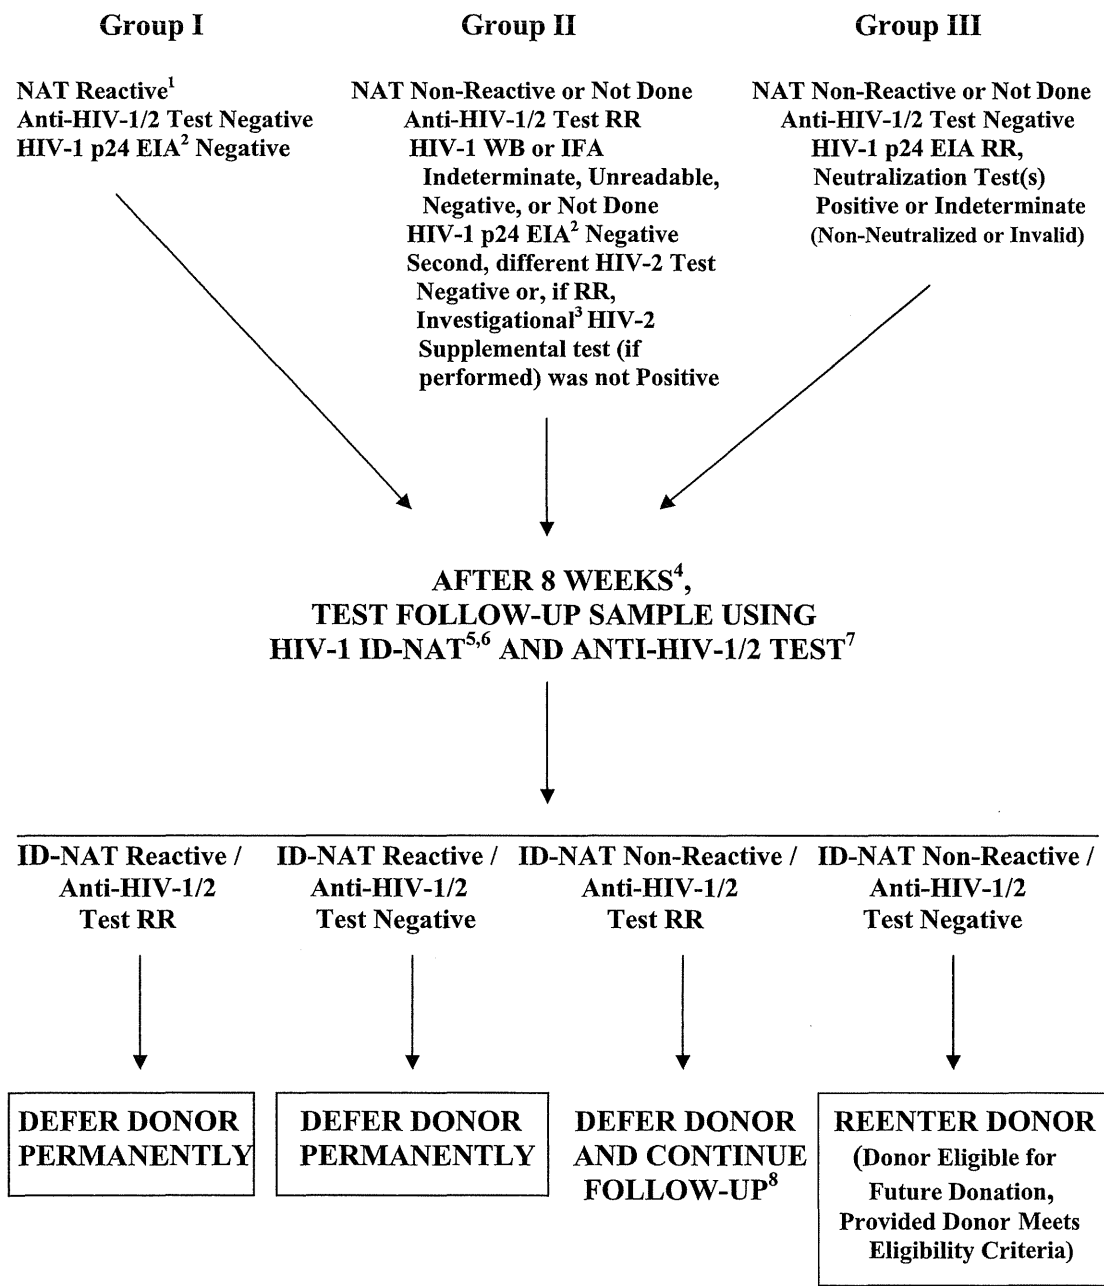 Group I
NAT Reactive¹
Anti-HIV-1/2 Test Negative
HIV-1 p24 EIA² Negative
Group II
NAT Non-Reactive or Not Done
Anti-HIV-1/2 Test RR
HIV-1 WB or IFA
Indeterminate, Unreadable,
Negative, or Not Done
HIV-1 p24 EIA² Negative
Second, different HIV-2 Test
Negative or, if RR,
Investigational³ HIV-2
Supplemental test (if
performed) was not Positive
Group III
NAT Non-Reactive or Not Done
Anti-HIV-1/2 Test Negative
HIV-1 p24 EIA RR,
Neutralization Test(s)
Positive or Indeterminate
(Non-Neutralized or Invalid)
AFTER 8 WEEKS⁴,
TEST FOLLOW-UP SAMPLE USING
HIV-1 ID-NAT⁵,⁶ AND ANTI-HIV-1/2 TEST⁷
ID-NAT Reactive /
Anti-HIV-1/2
Test RR
ID-NAT Reactive /
Anti-HIV-1/2
Test Negative
ID-NAT Non-Reactive /
Anti-HIV-1/2
Test RR
ID-NAT Non-Reactive /
Anti-HIV-1/2
Test Negative
DEFER DONOR
PERMANENTLY
DEFER DONOR
PERMANENTLY
DEFER DONOR
AND CONTINUE
FOLLOW-UP⁸
REENTER DONOR
(Donor Eligible for
Future Donation,
Provided Donor Meets
Eligibility Criteria)